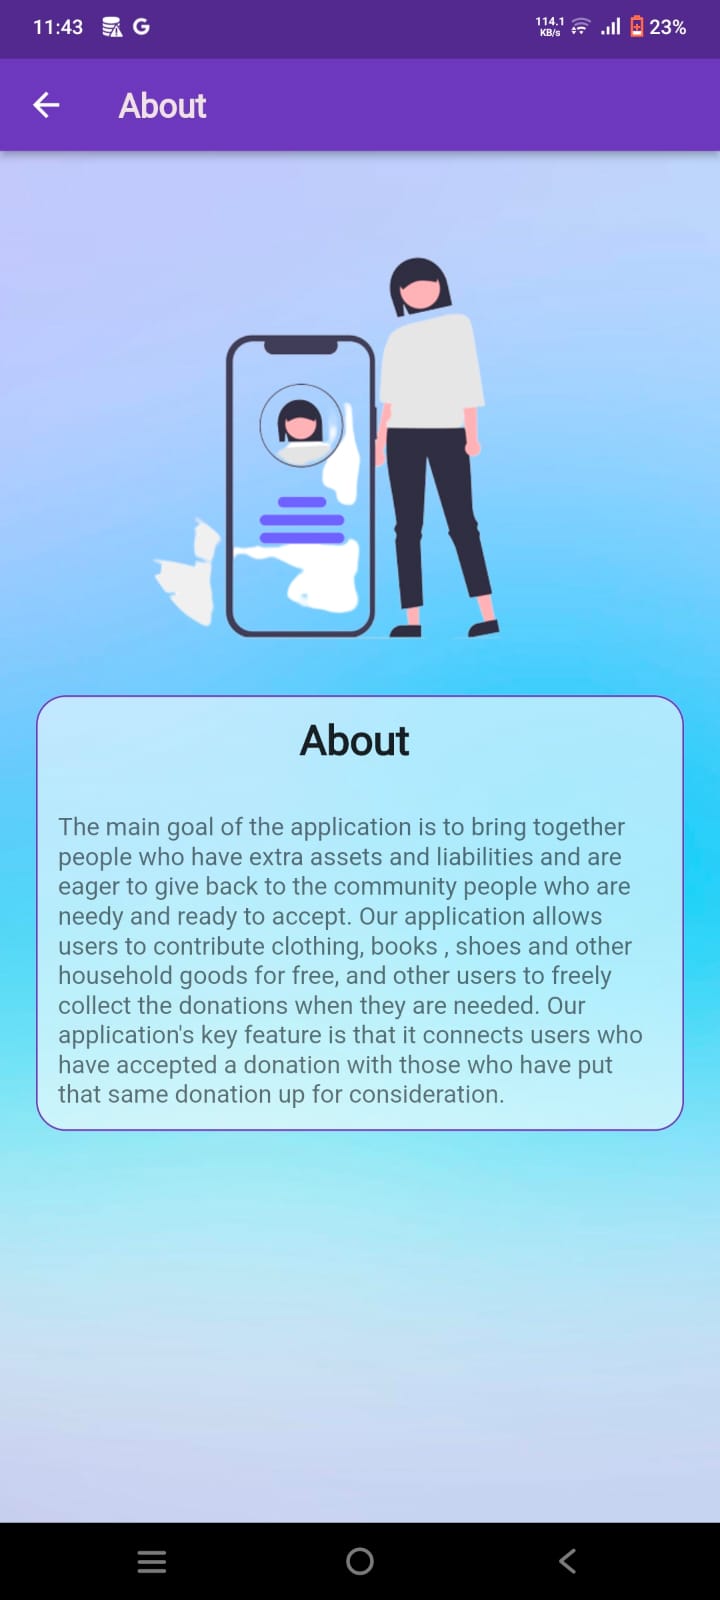 11:43 G 114.1 KB/s 23%
About
About
The main goal of the application is to bring together
people who have extra assets and liabilities and are
eager to give back to the community people who are
needy and ready to accept. Our application allows
users to contribute clothing, books , shoes and other
household goods for free, and other users to freely
collect the donations when they are needed. Our
application's key feature is that it connects users who
have accepted a donation with those who have put
that same donation up for consideration.